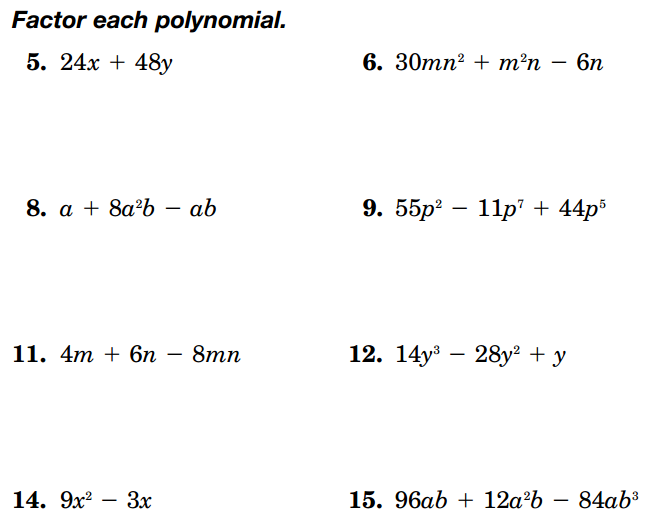 Factor each polynomial.
5. 24x + 48y 6. 30mn² + m²n − 6n
8. a + 8a²b − ab 9. 55p² − 11p⁷ + 44p⁵
11. 4m + 6n − 8mn 12. 14y³ − 28y² + y
14. 9x² − 3x 15. 96ab + 12a²b − 84ab³